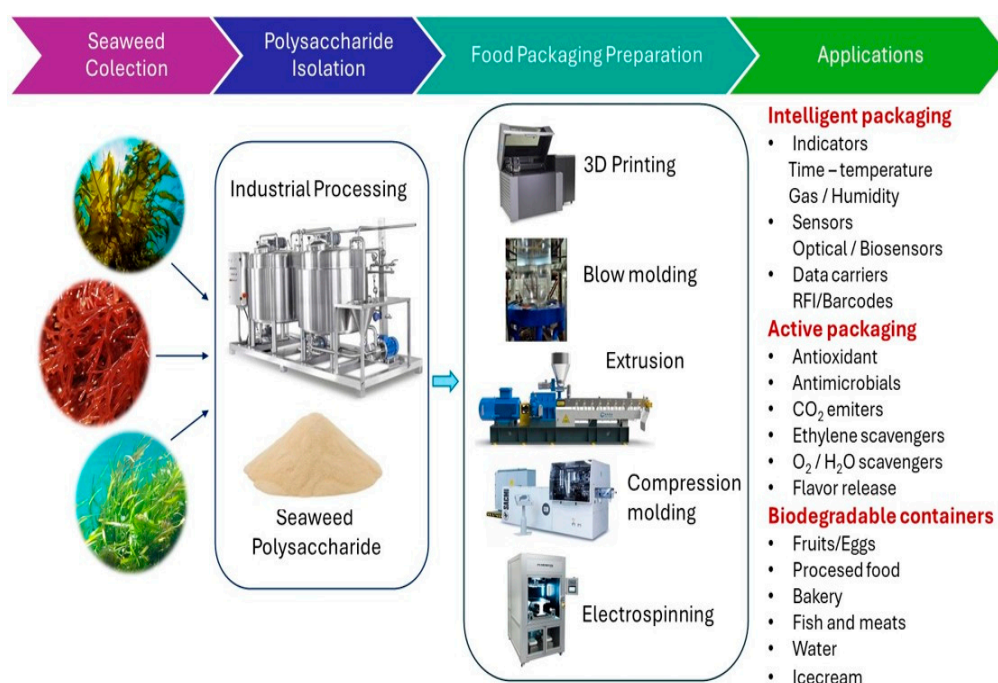 Seaweed
Colection
Polysaccharide
Isolation
Food Packaging Preparation
Applications
Industrial Processing
Seaweed
Polysaccharide
3D Printing
Blow molding
Extrusion
Compression
molding
SACMI
Electrospinning
Intelligent packaging
• Indicators
Time – temperature
Gas / Humidity
• Sensors
Optical / Biosensors
• Data carriers
RFI/Barcodes
Active packaging
• Antioxidant
• Antimicrobials
• CO₂ emiters
• Ethylene scavengers
• O₂ / H₂O scavengers
• Flavor release
Biodegradable containers
• Fruits/Eggs
• Procesed food
• Bakery
• Fish and meats
• Water
• Icecream